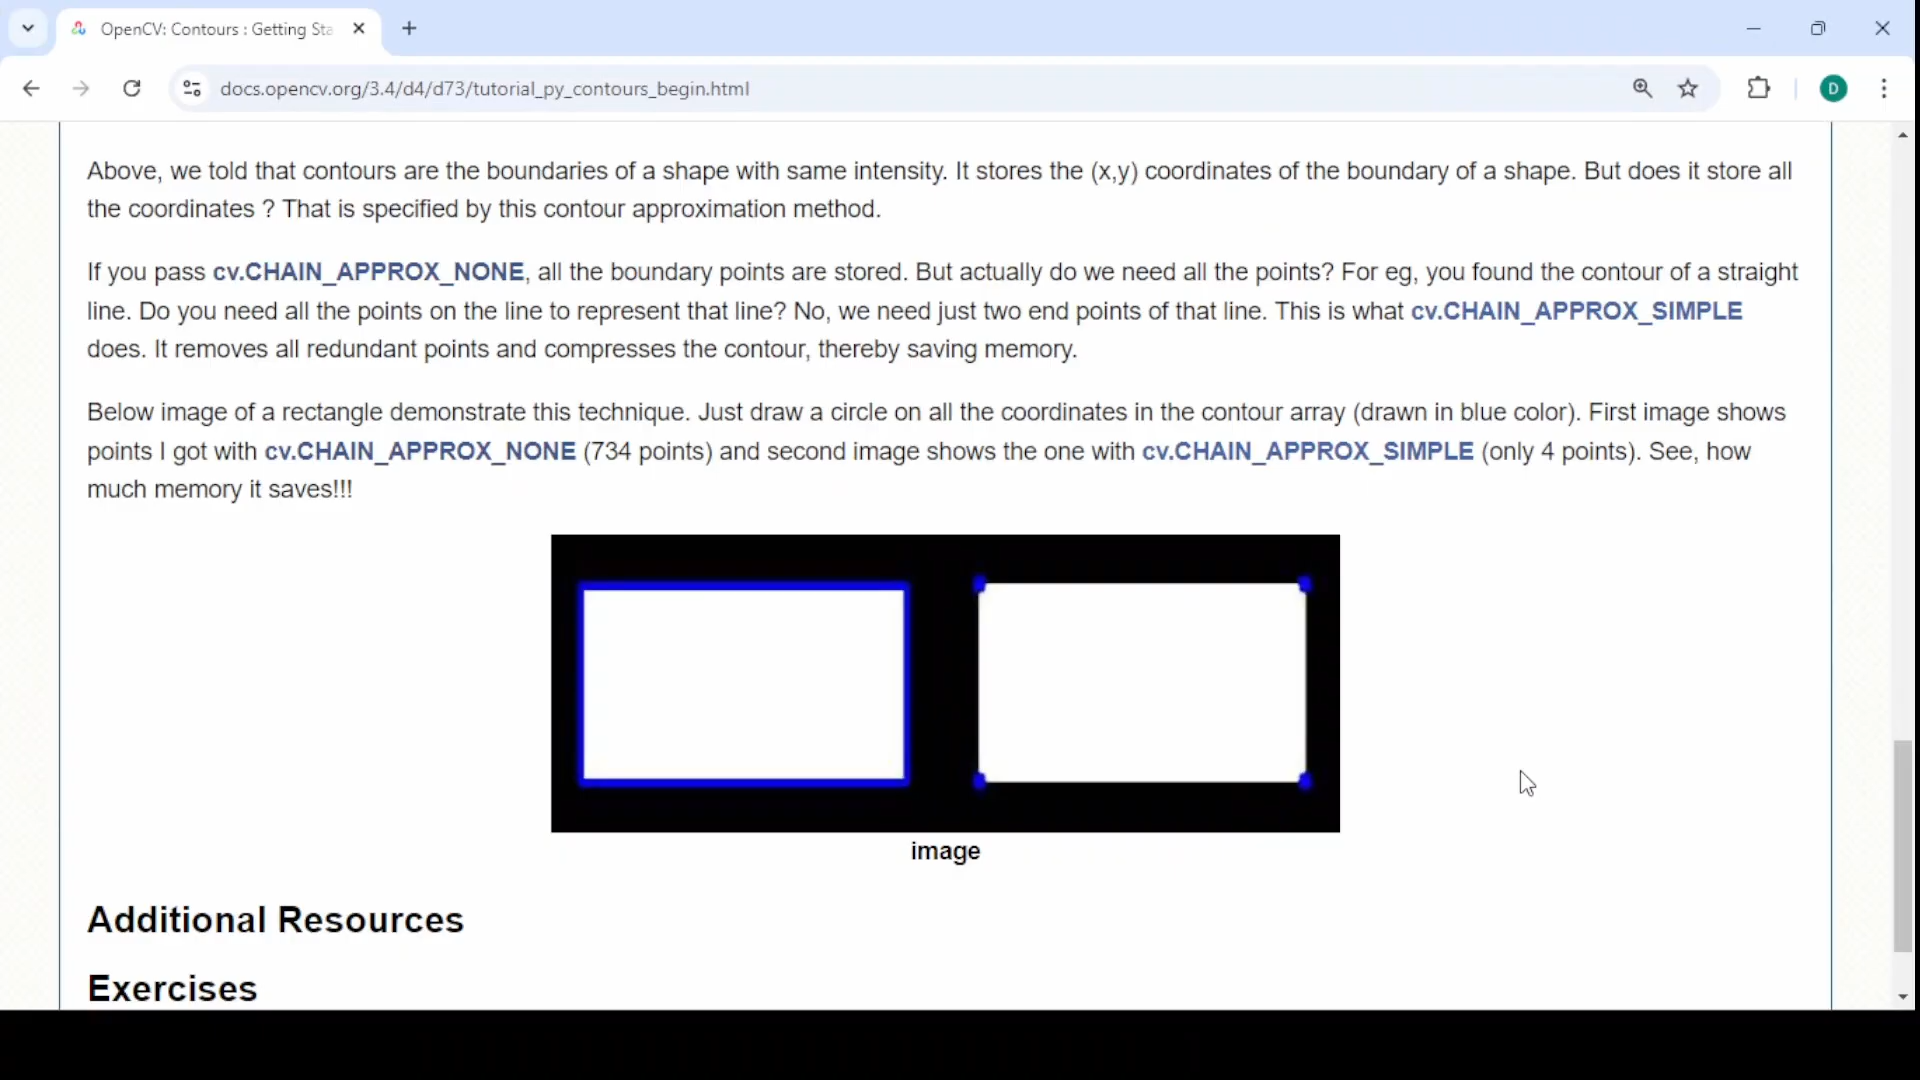 OpenCV: Contours : Getting Sta
docs.opencv.org/3.4/d4/d73/tutorial_py_contours_begin.html
D
Above, we told that contours are the boundaries of a shape with same intensity. It stores the (x,y) coordinates of the boundary of a shape. But does it store all
the coordinates ? That is specified by this contour approximation method.
If you pass cv.CHAIN_APPROX_NONE, all the boundary points are stored. But actually do we need all the points? For eg, you found the contour of a straight
line. Do you need all the points on the line to represent that line? No, we need just two end points of that line. This is what cv.CHAIN_APPROX_SIMPLE
does. It removes all redundant points and compresses the contour, thereby saving memory.
Below image of a rectangle demonstrate this technique. Just draw a circle on all the coordinates in the contour array (drawn in blue color). First image shows
points I got with cv.CHAIN_APPROX_NONE (734 points) and second image shows the one with cv.CHAIN_APPROX_SIMPLE (only 4 points). See, how
much memory it saves!!!
image
Additional Resources
Exercises